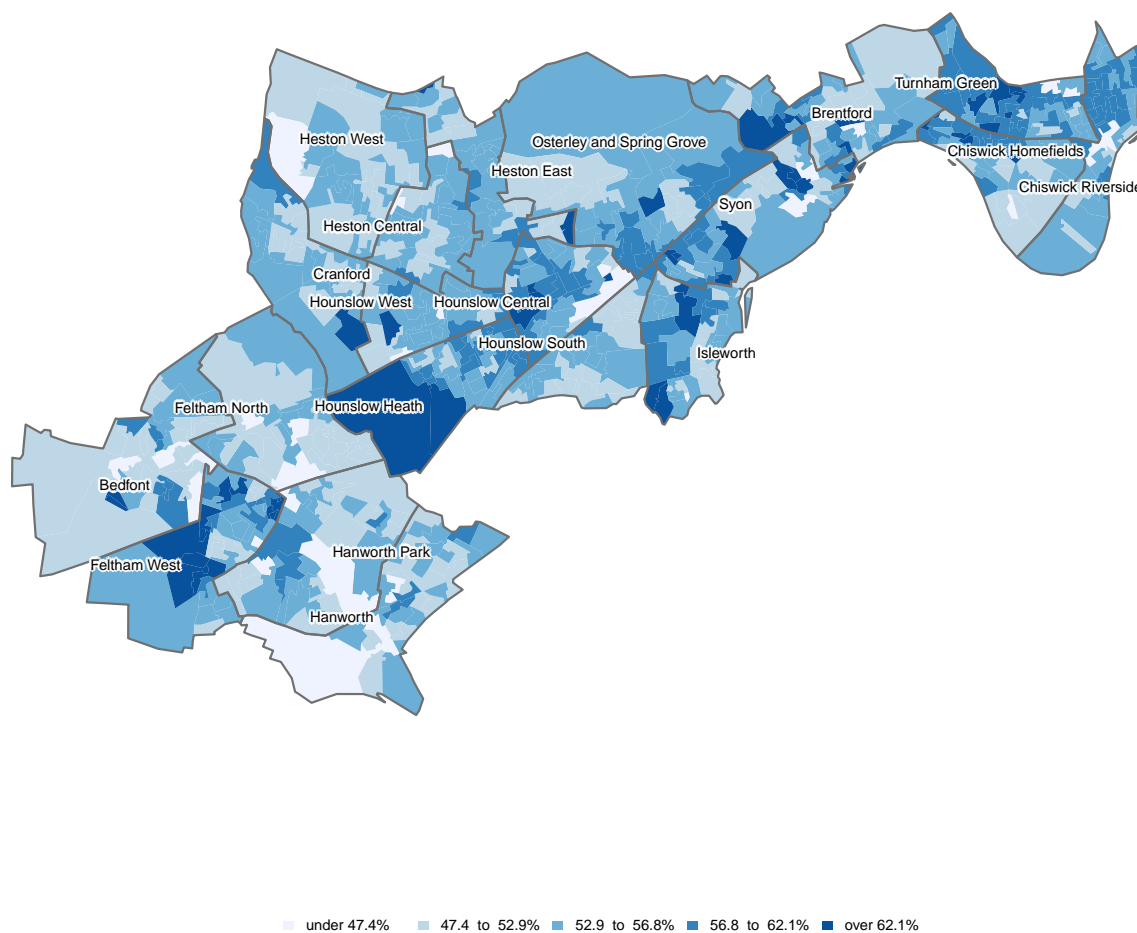 Turnham Green
Brentford
Heston West
Osterley and Spring Grove
Chiswick Homefields
Heston East
Chiswick Riverside
Syon
Heston Central
Cranford
Hounslow West
Hounslow Central
Hounslow South
Isleworth
Feltham North
Hounslow Heath
Bedfont
Hanworth Park
Feltham West
Hanworth
under 47.4% 47.4 to 52.9% 52.9 to 56.8% 56.8 to 62.1% over 62.1%